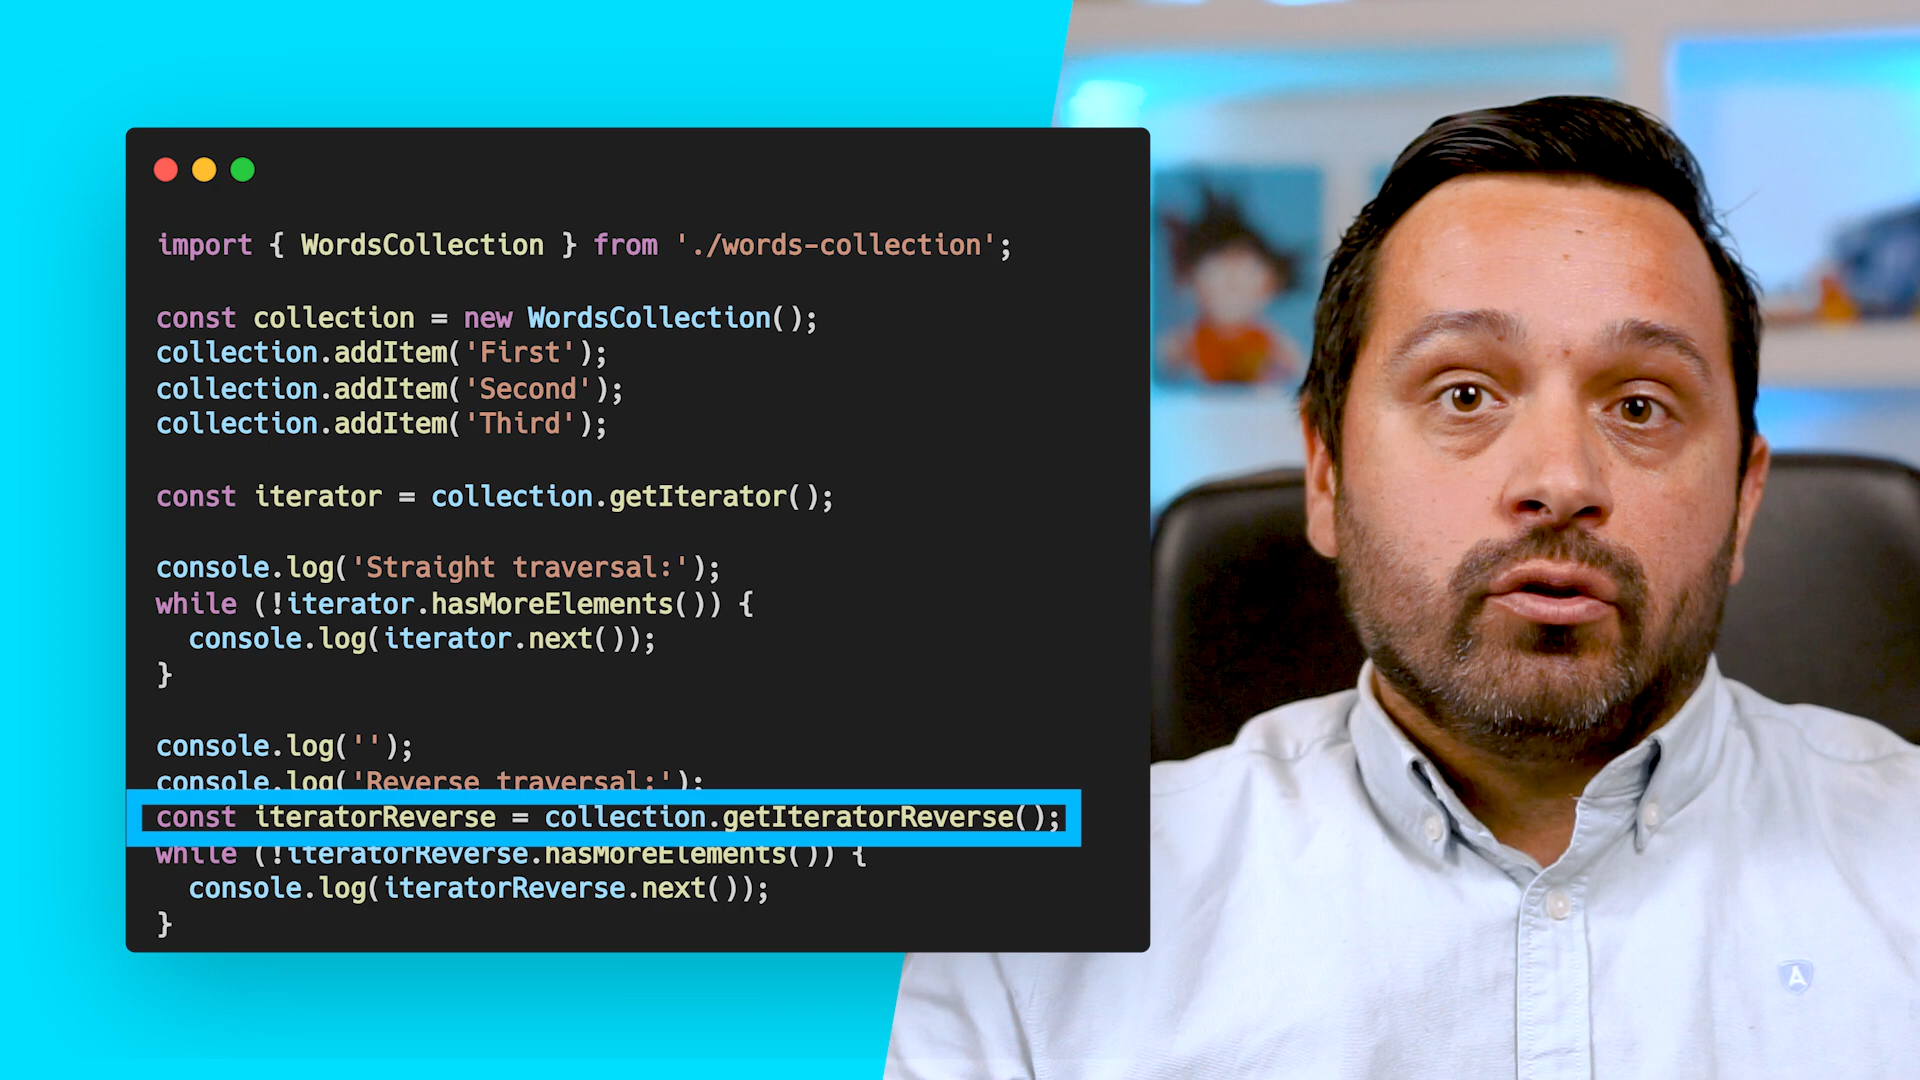 import { WordsCollection } from './words-collection';
const collection = new WordsCollection();
collection.addItem('First');
collection.addItem('Second');
collection.addItem('Third');
const iterator = collection.getIterator();
console.log('Straight traversal:');
while (!iterator.hasMoreElements()) {
  console.log(iterator.next());
}
console.log('');
console.log('Reverse traversal:');
const iteratorReverse = collection.getIteratorReverse();
while (!iteratorReverse.hasMoreElements()) {
  console.log(iteratorReverse.next());
}
A